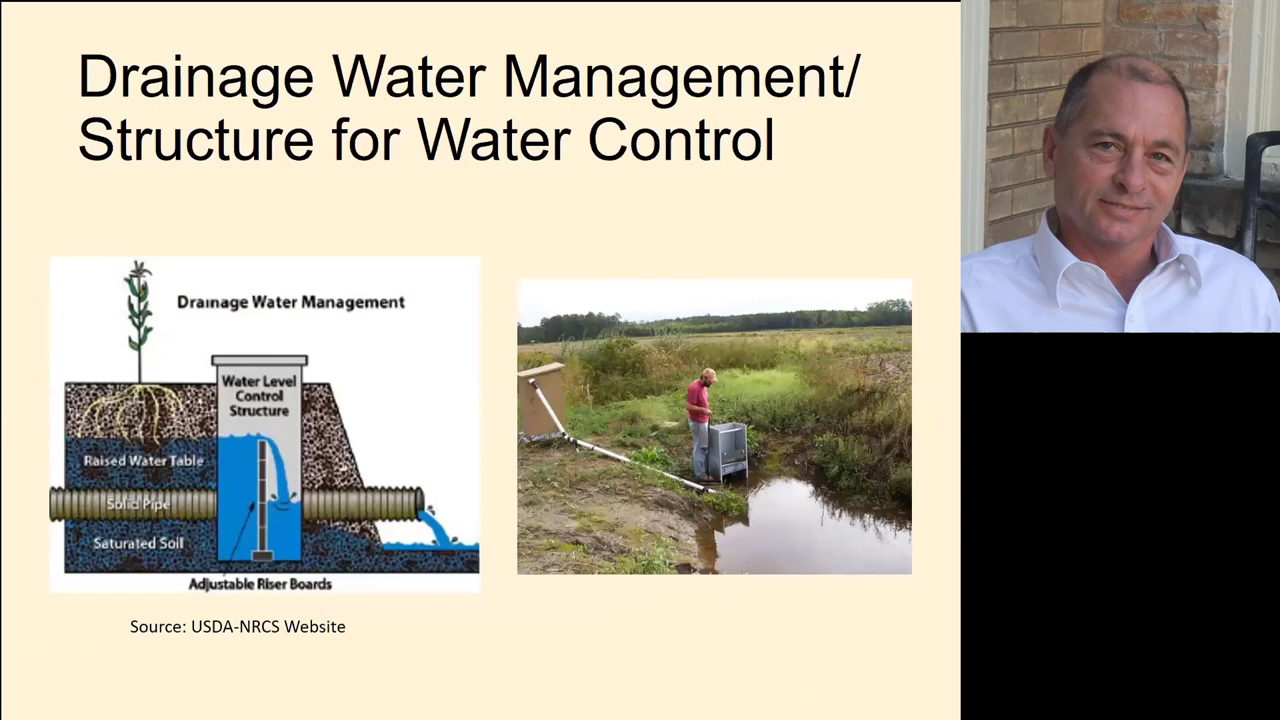 Drainage Water Management/
Structure for Water Control
Drainage Water Management
Water Level
Control
Structure
Raised Water Table
Solid Pipe
Saturated Soil
Adjustable Riser Boards
Source: USDA-NRCS Website